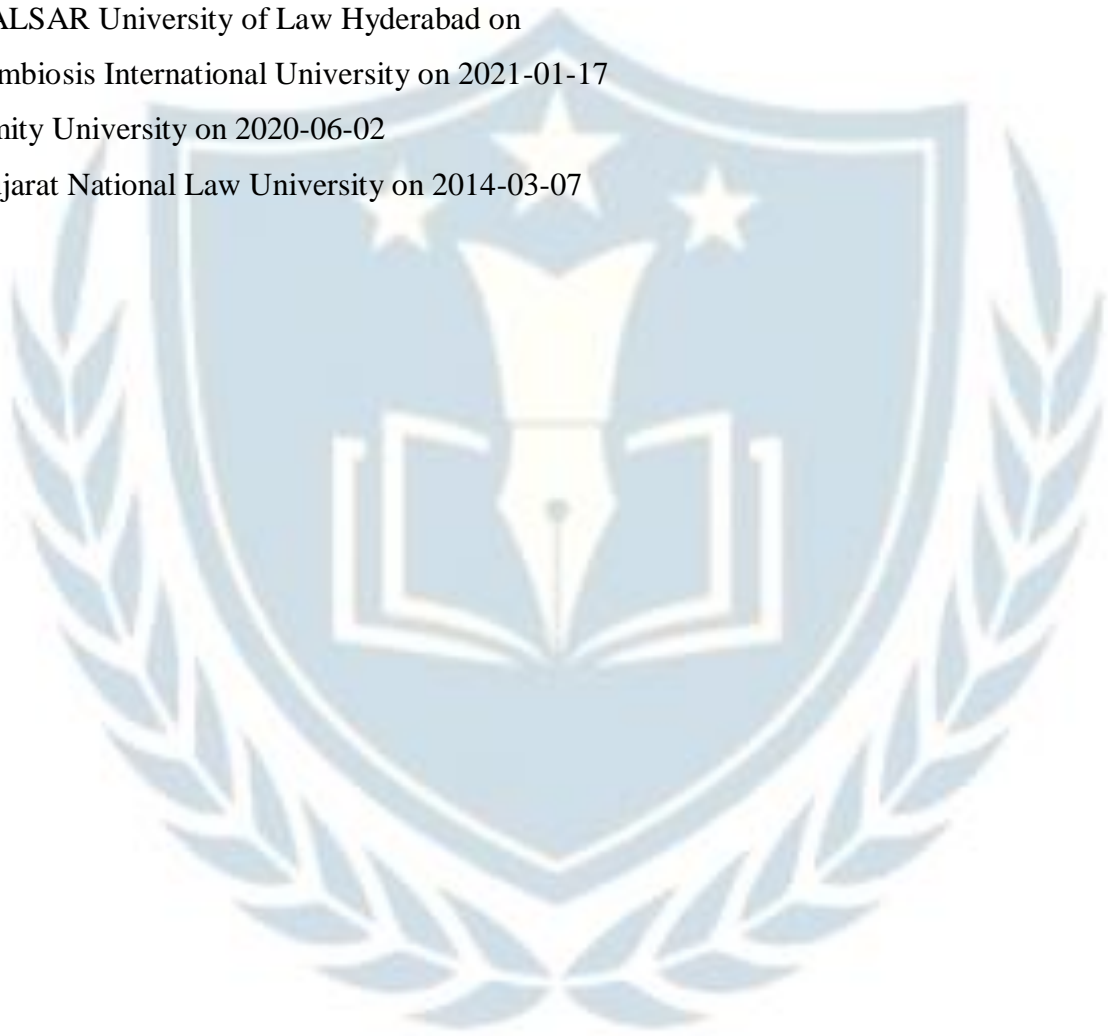 ALSAR University of Law Hyderabad on
mbiosis International University on 2021-01-17
nity University on 2020-06-02
jarat National Law University on 2014-03-07